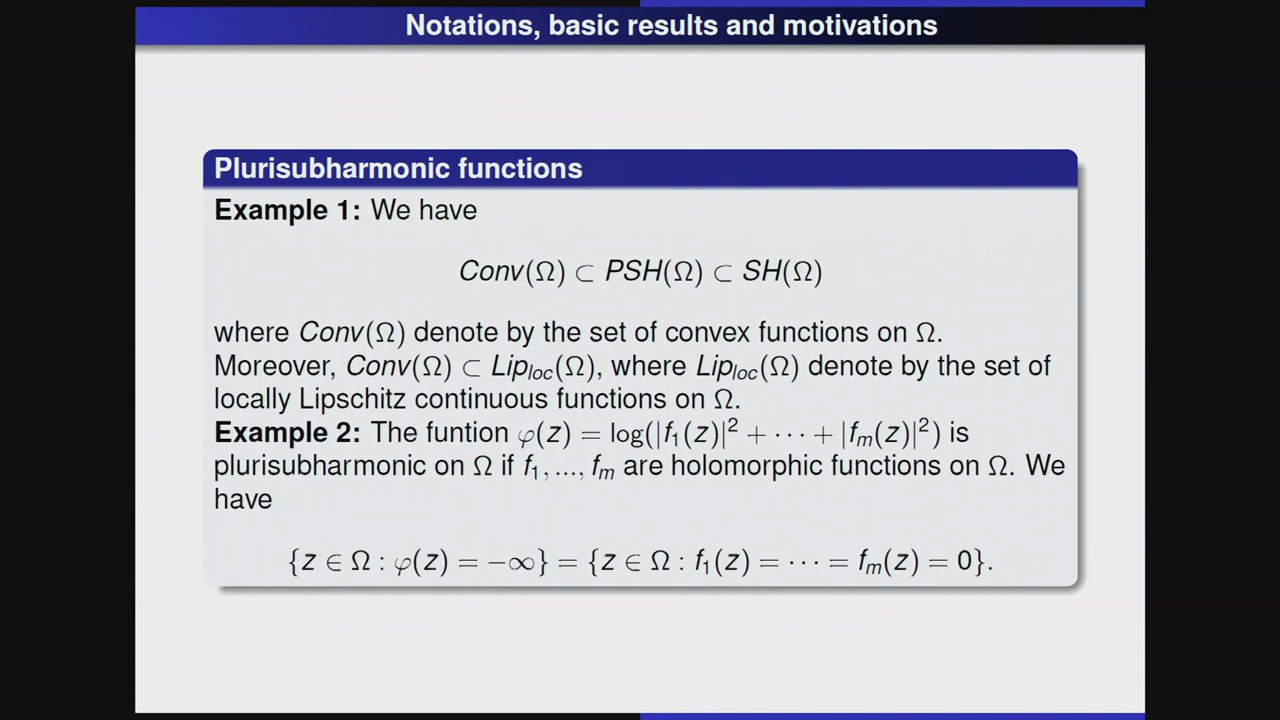 Notations, basic results and motivations
Plurisubharmonic functions
Example 1: We have
Conv(Ω) ⊂ PSH(Ω) ⊂ SH(Ω)
where Conv(Ω) denote by the set of convex functions on Ω.
Moreover, Conv(Ω) ⊂ Lip_loc(Ω), where Lip_loc(Ω) denote by the set of
locally Lipschitz continuous functions on Ω.
Example 2: The funtion φ(z) = log(|f₁(z)|² + ⋯ + |fₘ(z)|²) is
plurisubharmonic on Ω if f₁, ..., fₘ are holomorphic functions on Ω. We
have
{z ∈ Ω : φ(z) = −∞} = {z ∈ Ω : f₁(z) = ⋯ = fₘ(z) = 0}.